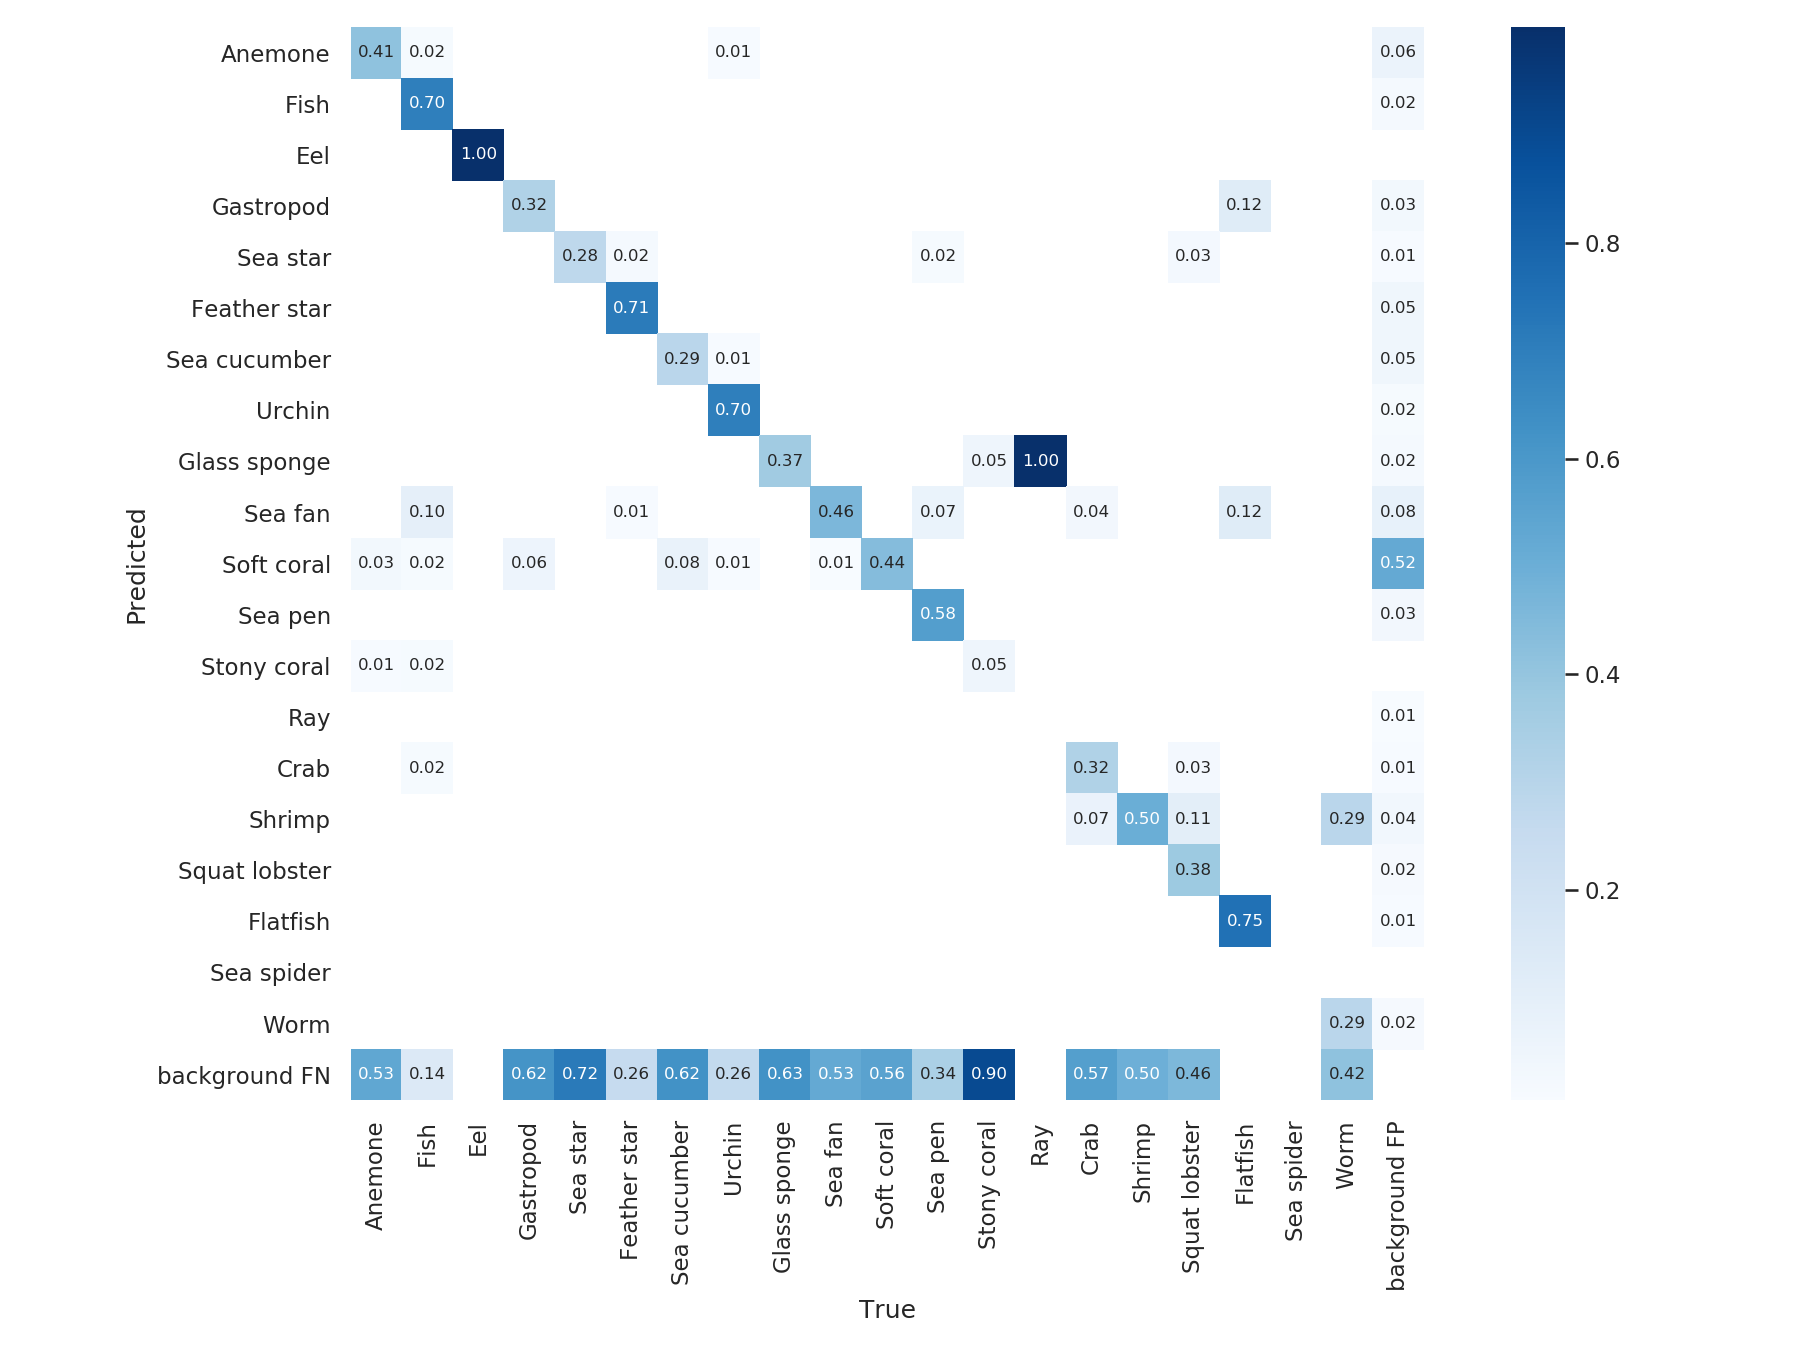 Anemone 0.41 0.02 0.01 0.06
Fish 0.70 0.02
Eel 1.00
Gastropod 0.32 0.12 0.03
Sea star 0.28 0.02 0.02 0.03 0.01
Feather star 0.71 0.05
Sea cucumber 0.29 0.01 0.05
Urchin 0.70 0.02
Glass sponge 0.37 0.05 1.00 0.02
Sea fan 0.10 0.01 0.46 0.07 0.04 0.12 0.08
Soft coral 0.03 0.02 0.06 0.08 0.01 0.01 0.44 0.52
Sea pen 0.58 0.03
Stony coral 0.01 0.02 0.05
Ray 0.01
Crab 0.02 0.32 0.03 0.01
Shrimp 0.07 0.50 0.11 0.29 0.04
Squat lobster 0.38 0.02
Flatfish 0.75 0.01
Sea spider
Worm 0.29 0.02
background FN 0.53 0.14 0.62 0.72 0.26 0.62 0.26 0.63 0.53 0.56 0.34 0.90 0.57 0.50 0.46 0.42
Predicted
Anemone
Fish
Eel
Gastropod
Sea star
Feather star
Sea cucumber
Urchin
Glass sponge
Sea fan
Soft coral
Sea pen
Stony coral
Ray
Crab
Shrimp
Squat lobster
Flatfish
Sea spider
Worm
background FP
True
0.8
0.6
0.4
0.2